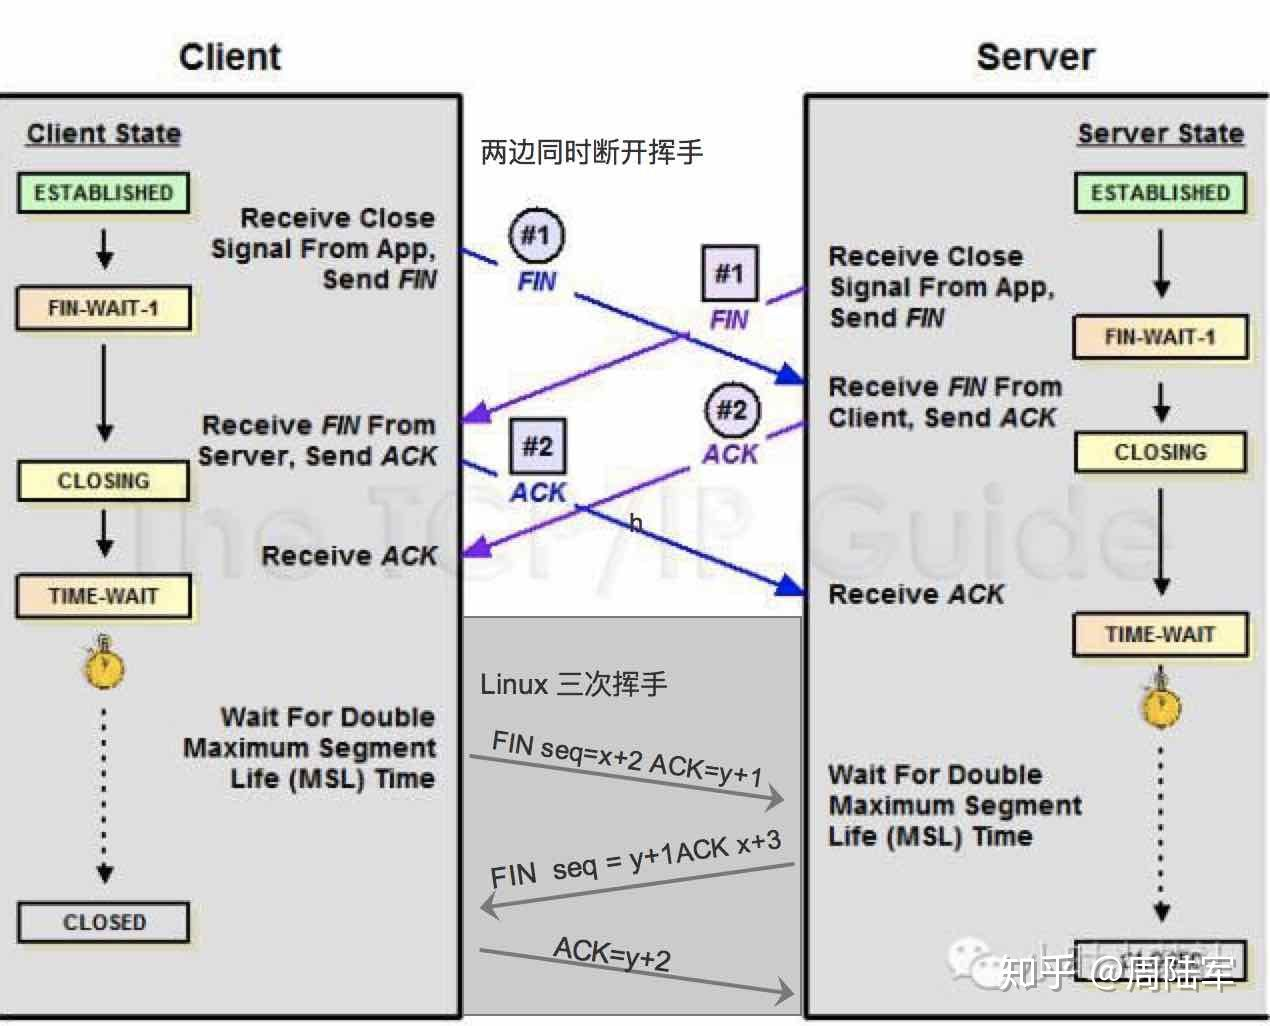 Client
Server
Client State
ESTABLISHED
Receive Close
Signal From App,
Send FIN
FIN-WAIT-1
Receive FIN From
Server, Send ACK
CLOSING
Receive ACK
TIME-WAIT
Wait For Double
Maximum Segment
Life (MSL) Time
CLOSED
两边同时断开挥手
#1
FIN
#1
FIN
#2
ACK
#2
ACK
h
The TCP/IP Guide
Linux 三次挥手
FIN seq=x+2 ACK=y+1
FIN seq = y+1ACK x+3
ACK=y+2
Server State
ESTABLISHED
Receive Close
Signal From App,
Send FIN
FIN-WAIT-1
Receive FIN From
Client, Send ACK
CLOSING
Receive ACK
TIME-WAIT
Wait For Double
Maximum Segment
Life (MSL) Time
知乎 @周陆军